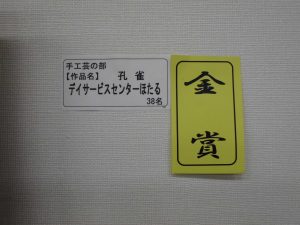 手工芸の部
【作品名】 孔雀
デイサービスセンターほたる
38名
金賞